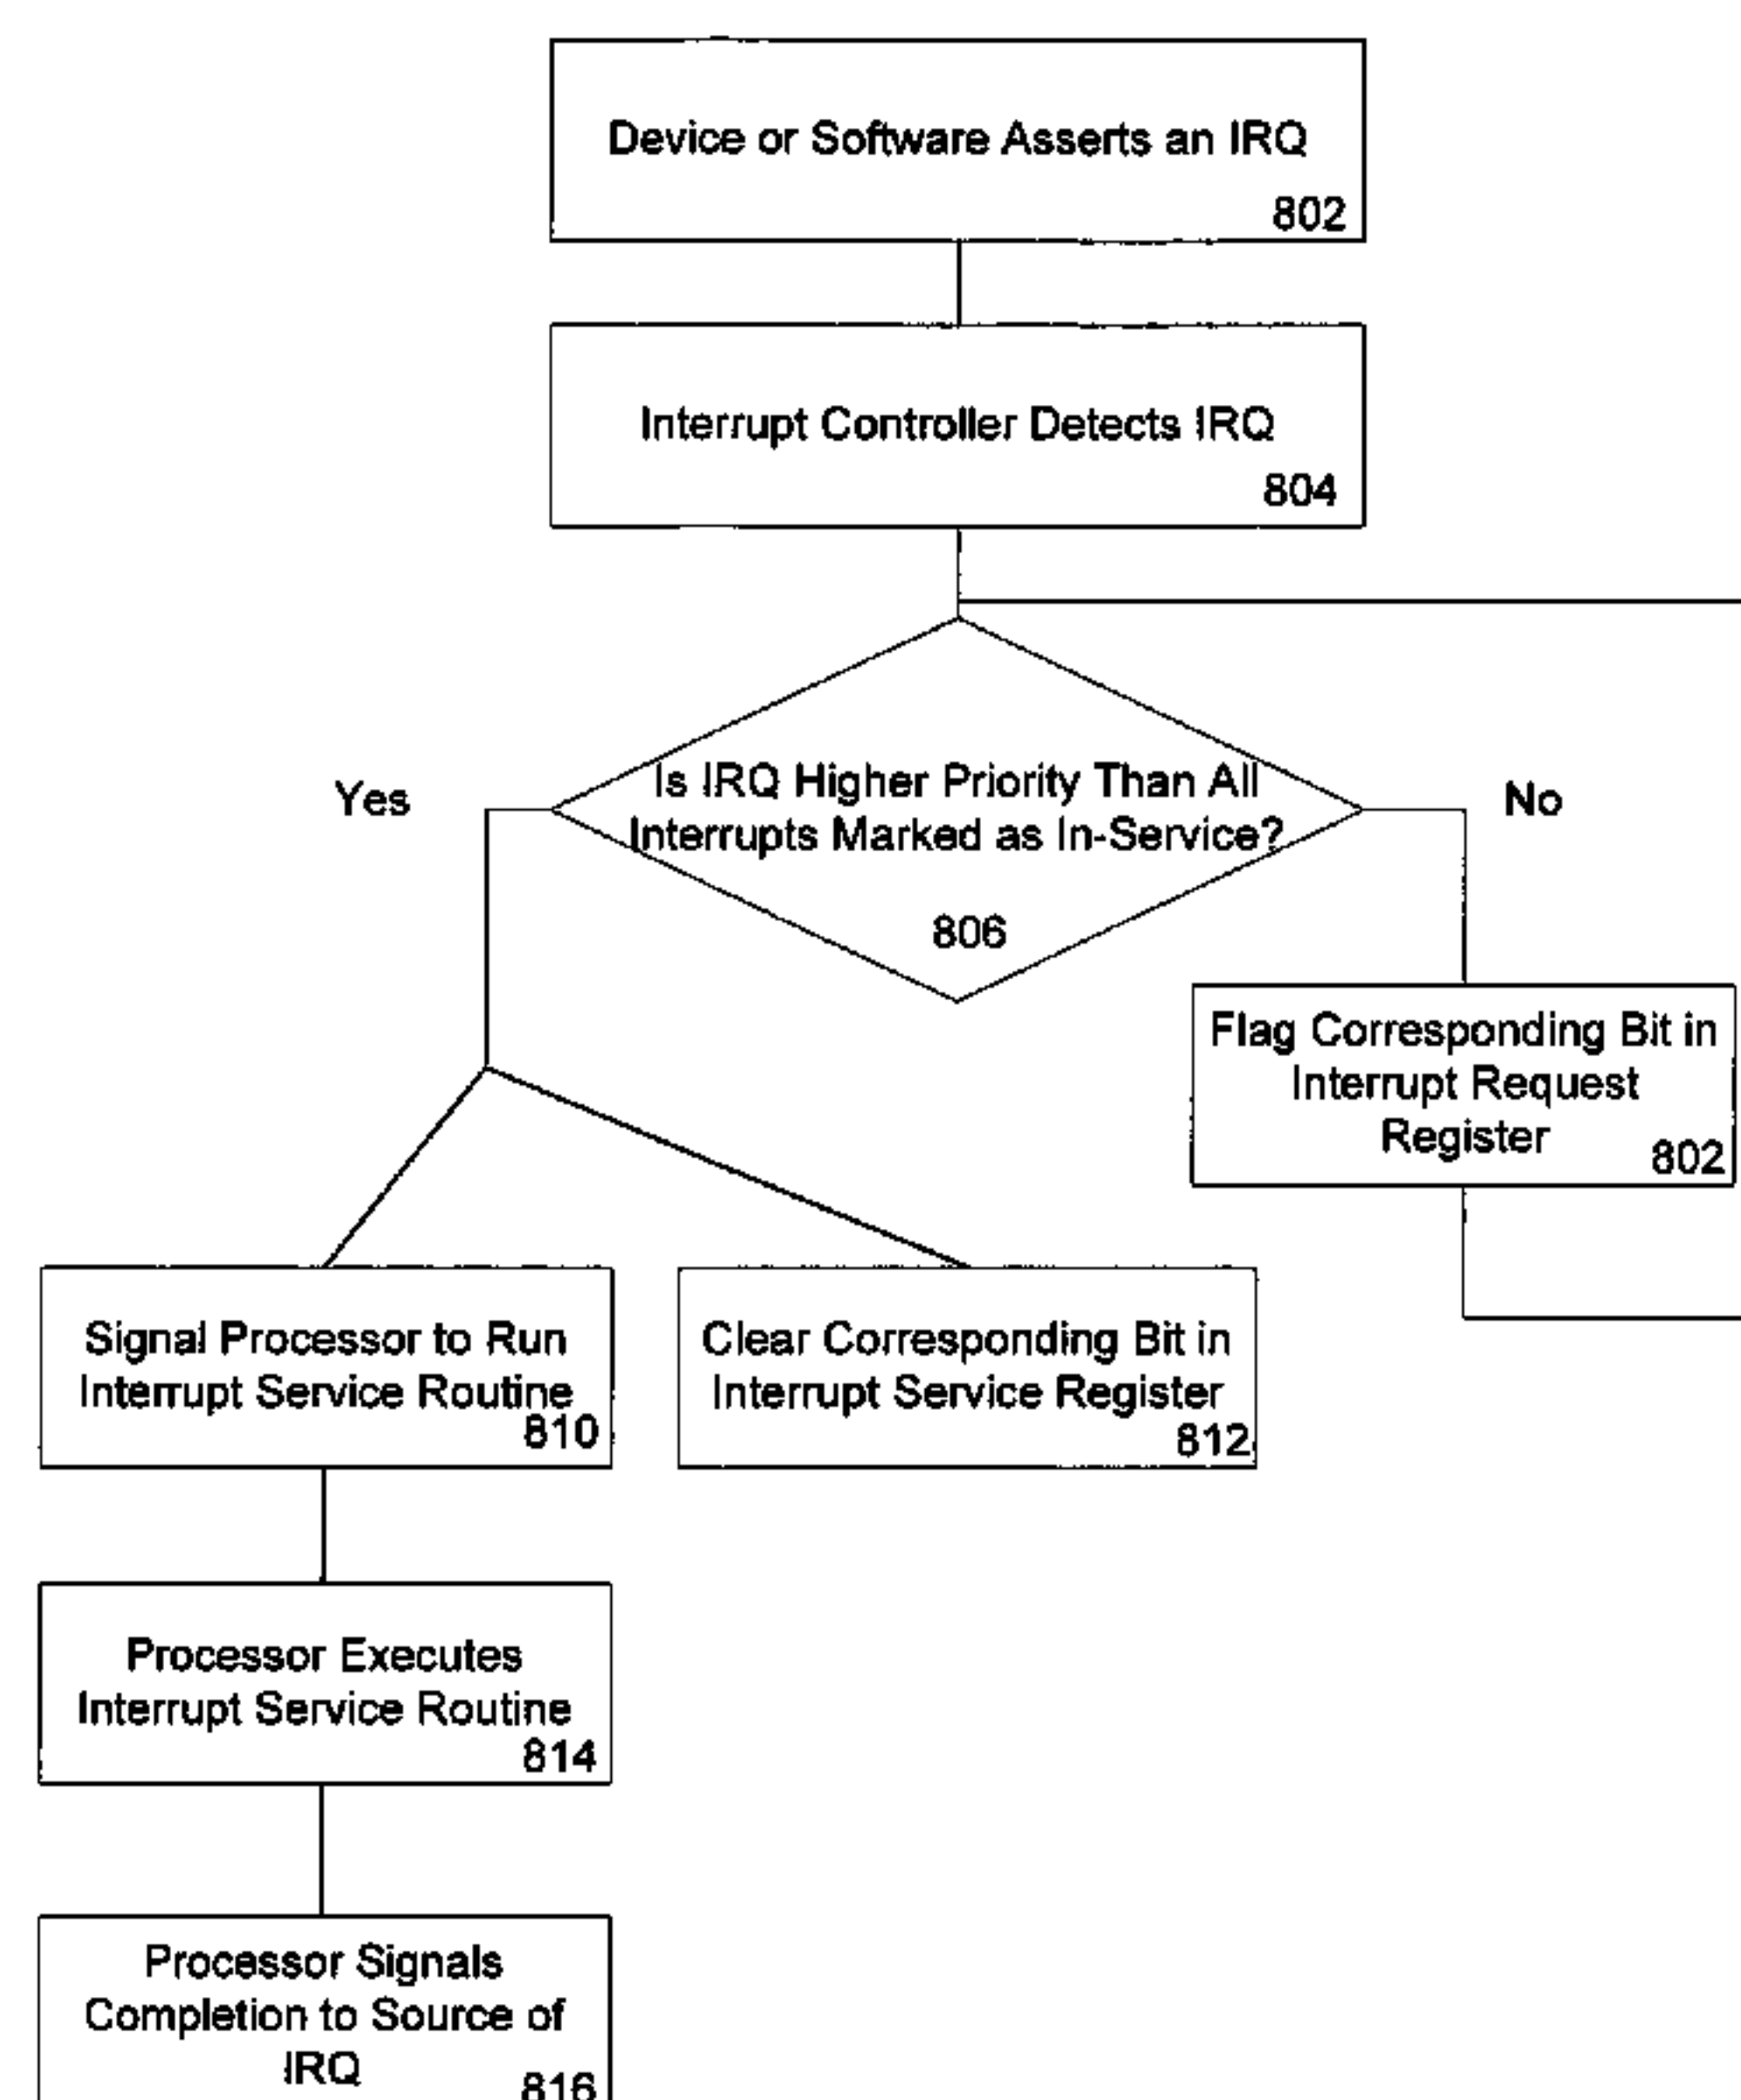 Device or Software Asserts an IRQ
802
Interrupt Controller Detects IRQ
804
Yes
Is IRQ Higher Priority Than All
Interrupts Marked as In-Service?
806
No
Flag Corresponding Bit in
Interrupt Request
Register
802
Signal Processor to Run
Interrupt Service Routine
810
Clear Corresponding Bit in
Interrupt Service Register
812
Processor Executes
Interrupt Service Routine
814
Processor Signals
Completion to Source of
IRQ
816